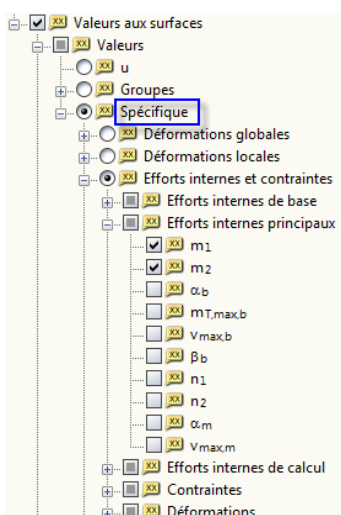 Valeurs aux surfaces
Valeurs
u
Groupes
Spécifique
Déformations globales
Déformations locales
Efforts internes et contraintes
Efforts internes de base
Efforts internes principaux
m1
m2
αb
mT,max,b
vmax,b
βb
n1
n2
αm
vmax,m
Efforts internes de calcul
Contraintes
Déformations